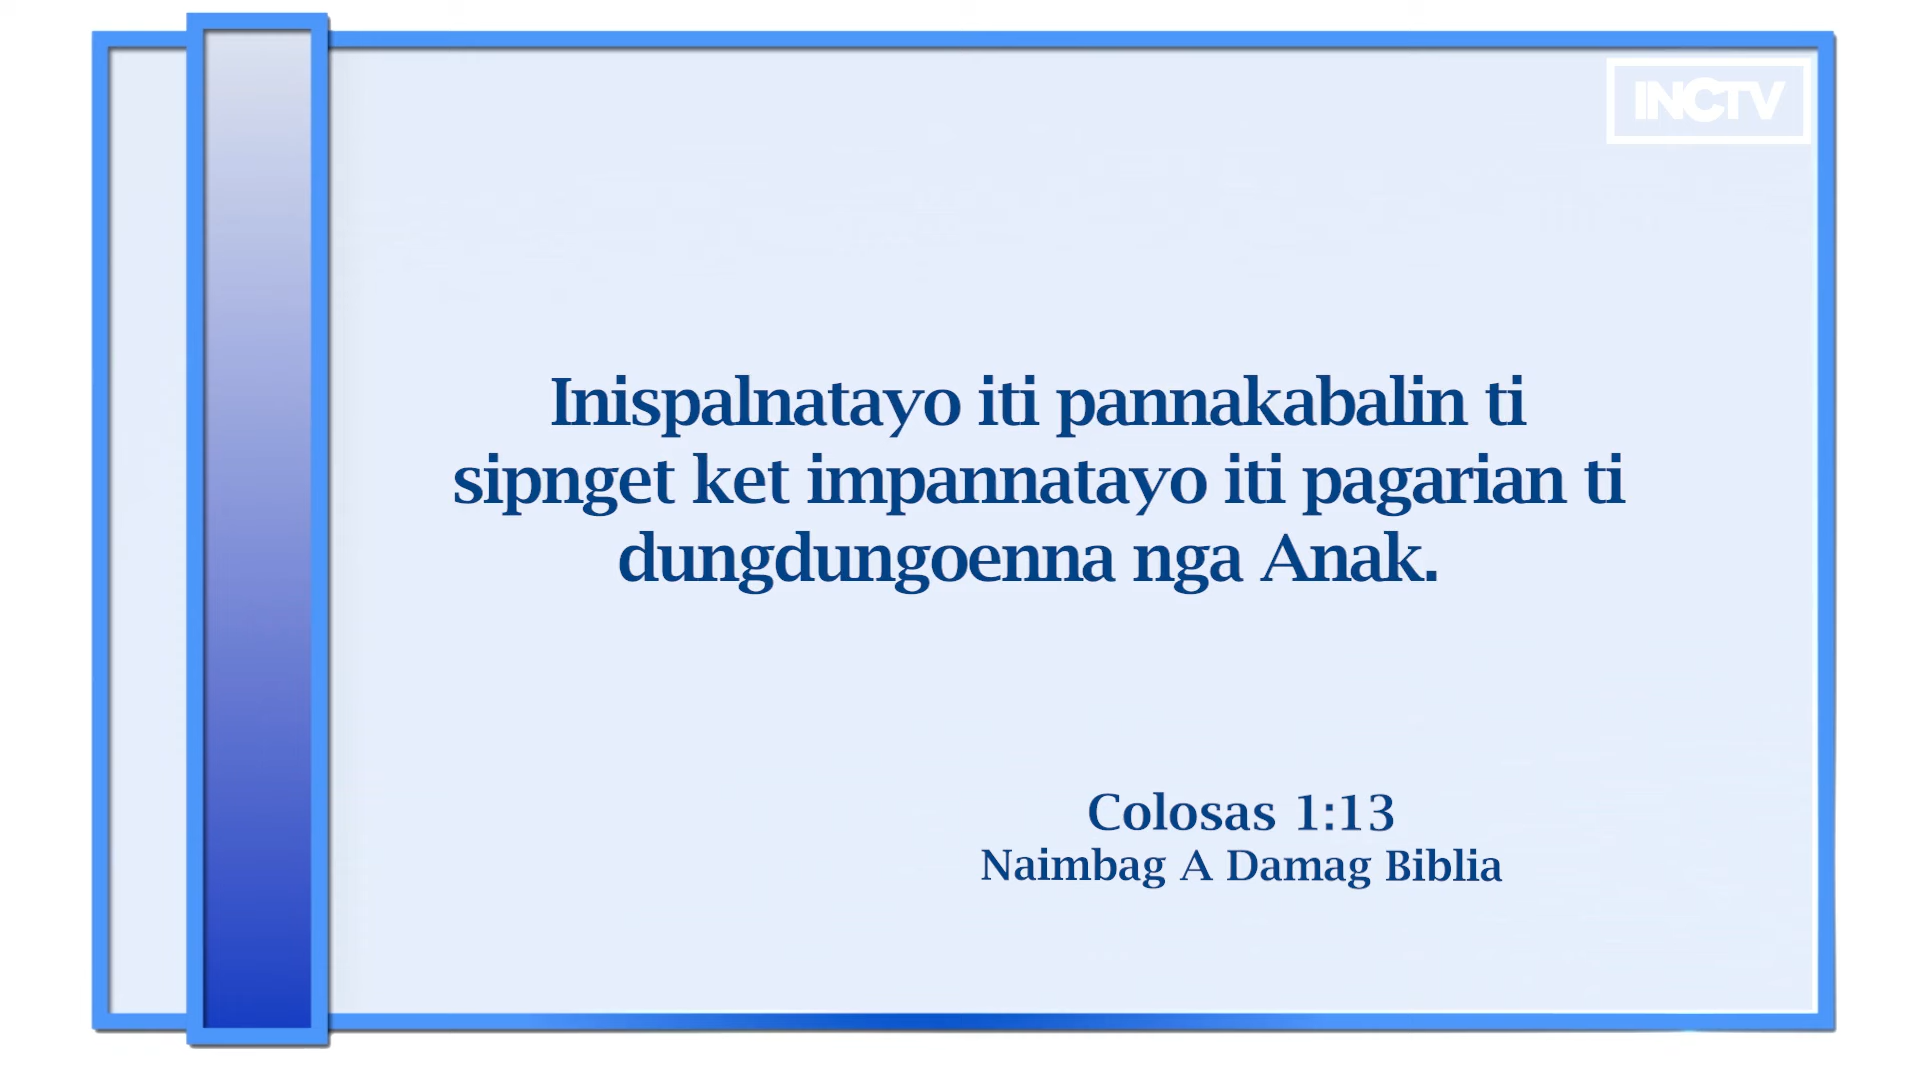 INCTV
Inispalnatayo iti pannakabalin ti
sipnget ket impannatayo iti pagarian ti
dungdungoenna nga Anak.
Colosas 1:13
Naimbag A Damag Biblia